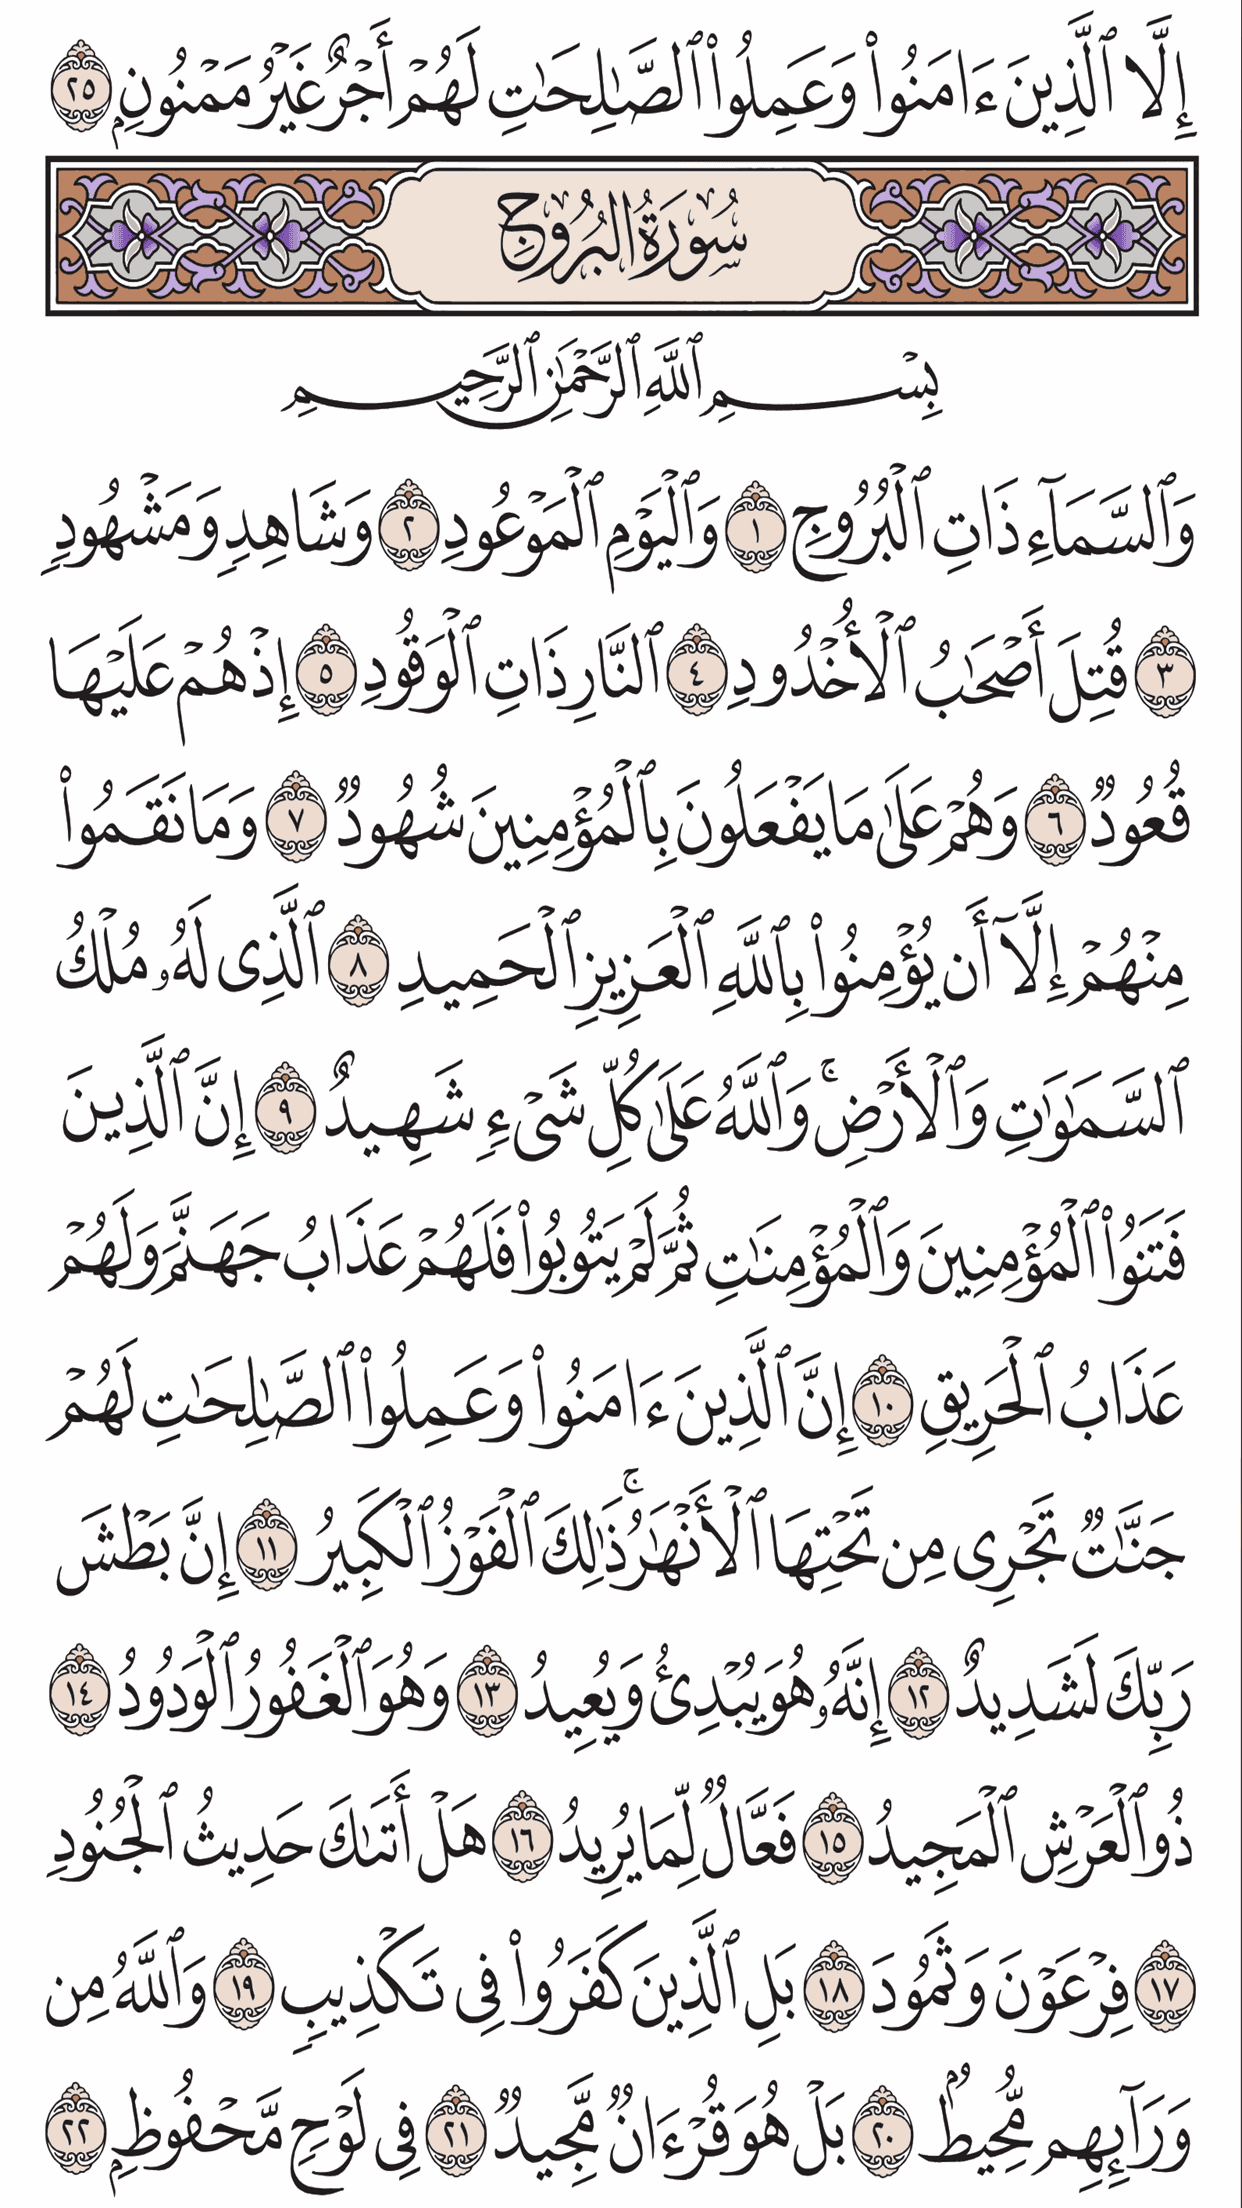 إِلَّا ٱلَّذِينَ ءَامَنُوا۟ وَعَمِلُوا۟ ٱلصَّـٰلِحَـٰتِ لَهُمْ أَجْرٌ غَيْرُ مَمْنُونٍۭ ٢٥
سُورَةُ البُرُوجِ
بِسْمِ ٱللَّهِ ٱلرَّحْمَـٰنِ ٱلرَّحِيمِ
وَٱلسَّمَآءِ ذَاتِ ٱلْبُرُوجِ ١ وَٱلْيَوْمِ ٱلْمَوْعُودِ ٢ وَشَاهِدٍ وَمَشْهُودٍ
٣ قُتِلَ أَصْحَـٰبُ ٱلْأُخْدُودِ ٤ ٱلنَّارِ ذَاتِ ٱلْوَقُودِ ٥ إِذْ هُمْ عَلَيْهَا
قُعُودٌ ٦ وَهُمْ عَلَىٰ مَا يَفْعَلُونَ بِٱلْمُؤْمِنِينَ شُهُودٌ ٧ وَمَا نَقَمُوا۟
مِنْهُمْ إِلَّآ أَن يُؤْمِنُوا۟ بِٱللَّهِ ٱلْعَزِيزِ ٱلْحَمِيدِ ٨ ٱلَّذِى لَهُۥ مُلْكُ
ٱلسَّمَـٰوَٰتِ وَٱلْأَرْضِ ۚ وَٱللَّهُ عَلَىٰ كُلِّ شَىْءٍ شَهِيدٌ ٩ إِنَّ ٱلَّذِينَ
فَتَنُوا۟ ٱلْمُؤْمِنِينَ وَٱلْمُؤْمِنَـٰتِ ثُمَّ لَمْ يَتُوبُوا۟ فَلَهُمْ عَذَابُ جَهَنَّمَ وَلَهُمْ
عَذَابُ ٱلْحَرِيقِ ١٠ إِنَّ ٱلَّذِينَ ءَامَنُوا۟ وَعَمِلُوا۟ ٱلصَّـٰلِحَـٰتِ لَهُمْ
جَنَّـٰتٌ تَجْرِى مِن تَحْتِهَا ٱلْأَنْهَـٰرُ ۚ ذَٰلِكَ ٱلْفَوْزُ ٱلْكَبِيرُ ١١ إِنَّ بَطْشَ
رَبِّكَ لَشَدِيدٌ ١٢ إِنَّهُۥ هُوَ يُبْدِئُ وَيُعِيدُ ١٣ وَهُوَ ٱلْغَفُورُ ٱلْوَدُودُ ١٤
ذُو ٱلْعَرْشِ ٱلْمَجِيدُ ١٥ فَعَّالٌ لِّمَا يُرِيدُ ١٦ هَلْ أَتَىٰكَ حَدِيثُ ٱلْجُنُودِ
١٧ فِرْعَوْنَ وَثَمُودَ ١٨ بَلِ ٱلَّذِينَ كَفَرُوا۟ فِى تَكْذِيبٍ ١٩ وَٱللَّهُ مِن
وَرَآئِهِم مُّحِيطٌۢ ٢٠ بَلْ هُوَ قُرْءَانٌ مَّجِيدٌ ٢١ فِى لَوْحٍ مَّحْفُوظٍۭ ٢٢